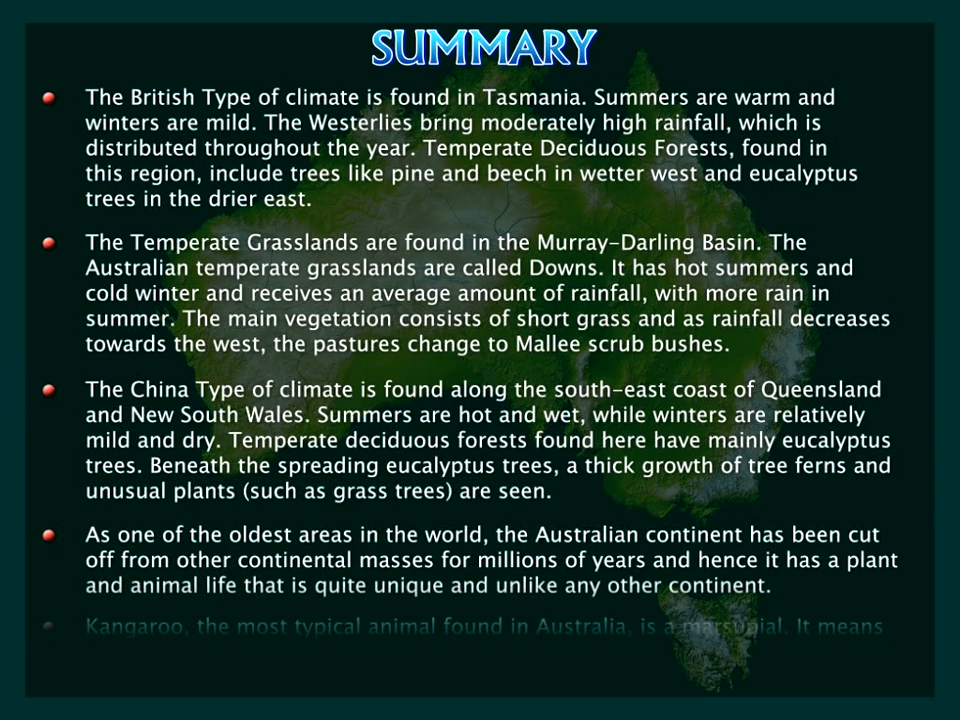 SUMMARY
The British Type of climate is found in Tasmania. Summers are warm and
winters are mild. The Westerlies bring moderately high rainfall, which is
distributed throughout the year. Temperate Deciduous Forests, found in
this region, include trees like pine and beech in wetter west and eucalyptus
trees in the drier east.
The Temperate Grasslands are found in the Murray-Darling Basin. The
Australian temperate grasslands are called Downs. It has hot summers and
cold winter and receives an average amount of rainfall, with more rain in
summer. The main vegetation consists of short grass and as rainfall decreases
towards the west, the pastures change to Mallee scrub bushes.
The China Type of climate is found along the south-east coast of Queensland
and New South Wales. Summers are hot and wet, while winters are relatively
mild and dry. Temperate deciduous forests found here have mainly eucalyptus
trees. Beneath the spreading eucalyptus trees, a thick growth of tree ferns and
unusual plants (such as grass trees) are seen.
As one of the oldest areas in the world, the Australian continent has been cut
off from other continental masses for millions of years and hence it has a plant
and animal life that is quite unique and unlike any other continent.
Kangaroo, the most typical animal found in Australia, is a marsupial. It means